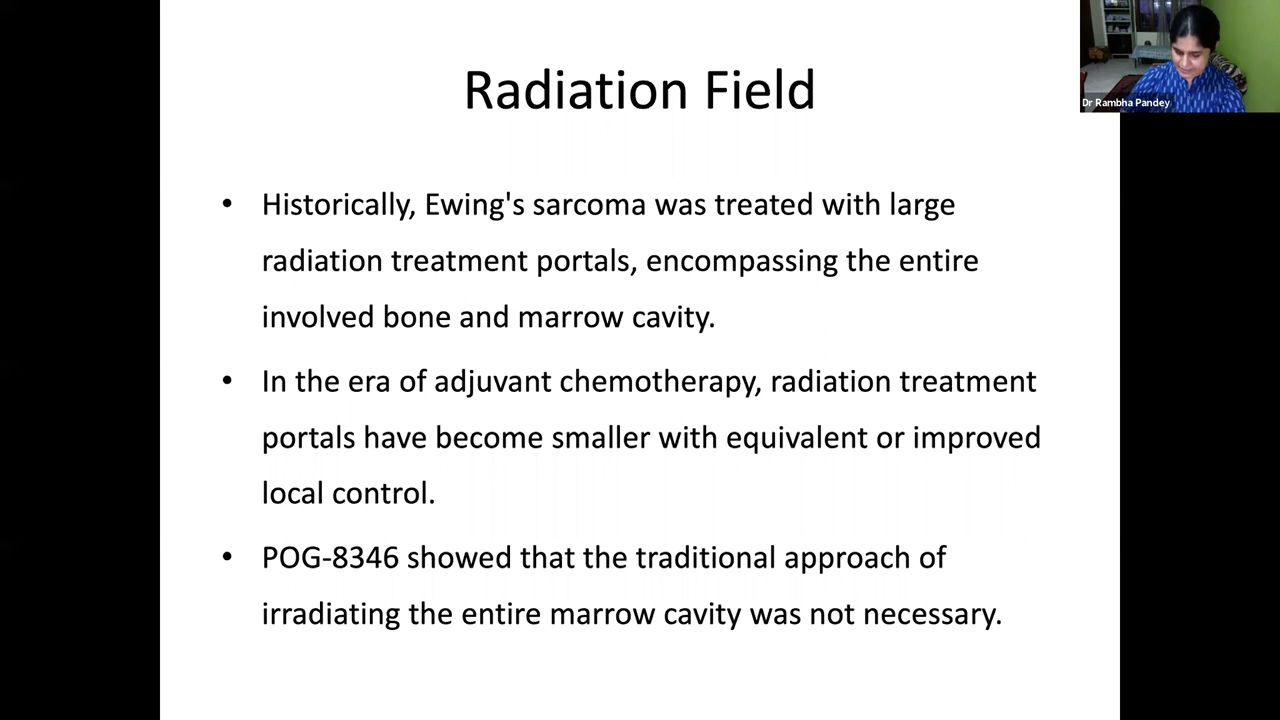 Radiation Field
Dr Rambha Pandey
• Historically, Ewing's sarcoma was treated with large
radiation treatment portals, encompassing the entire
involved bone and marrow cavity.
• In the era of adjuvant chemotherapy, radiation treatment
portals have become smaller with equivalent or improved
local control.
• POG-8346 showed that the traditional approach of
irradiating the entire marrow cavity was not necessary.